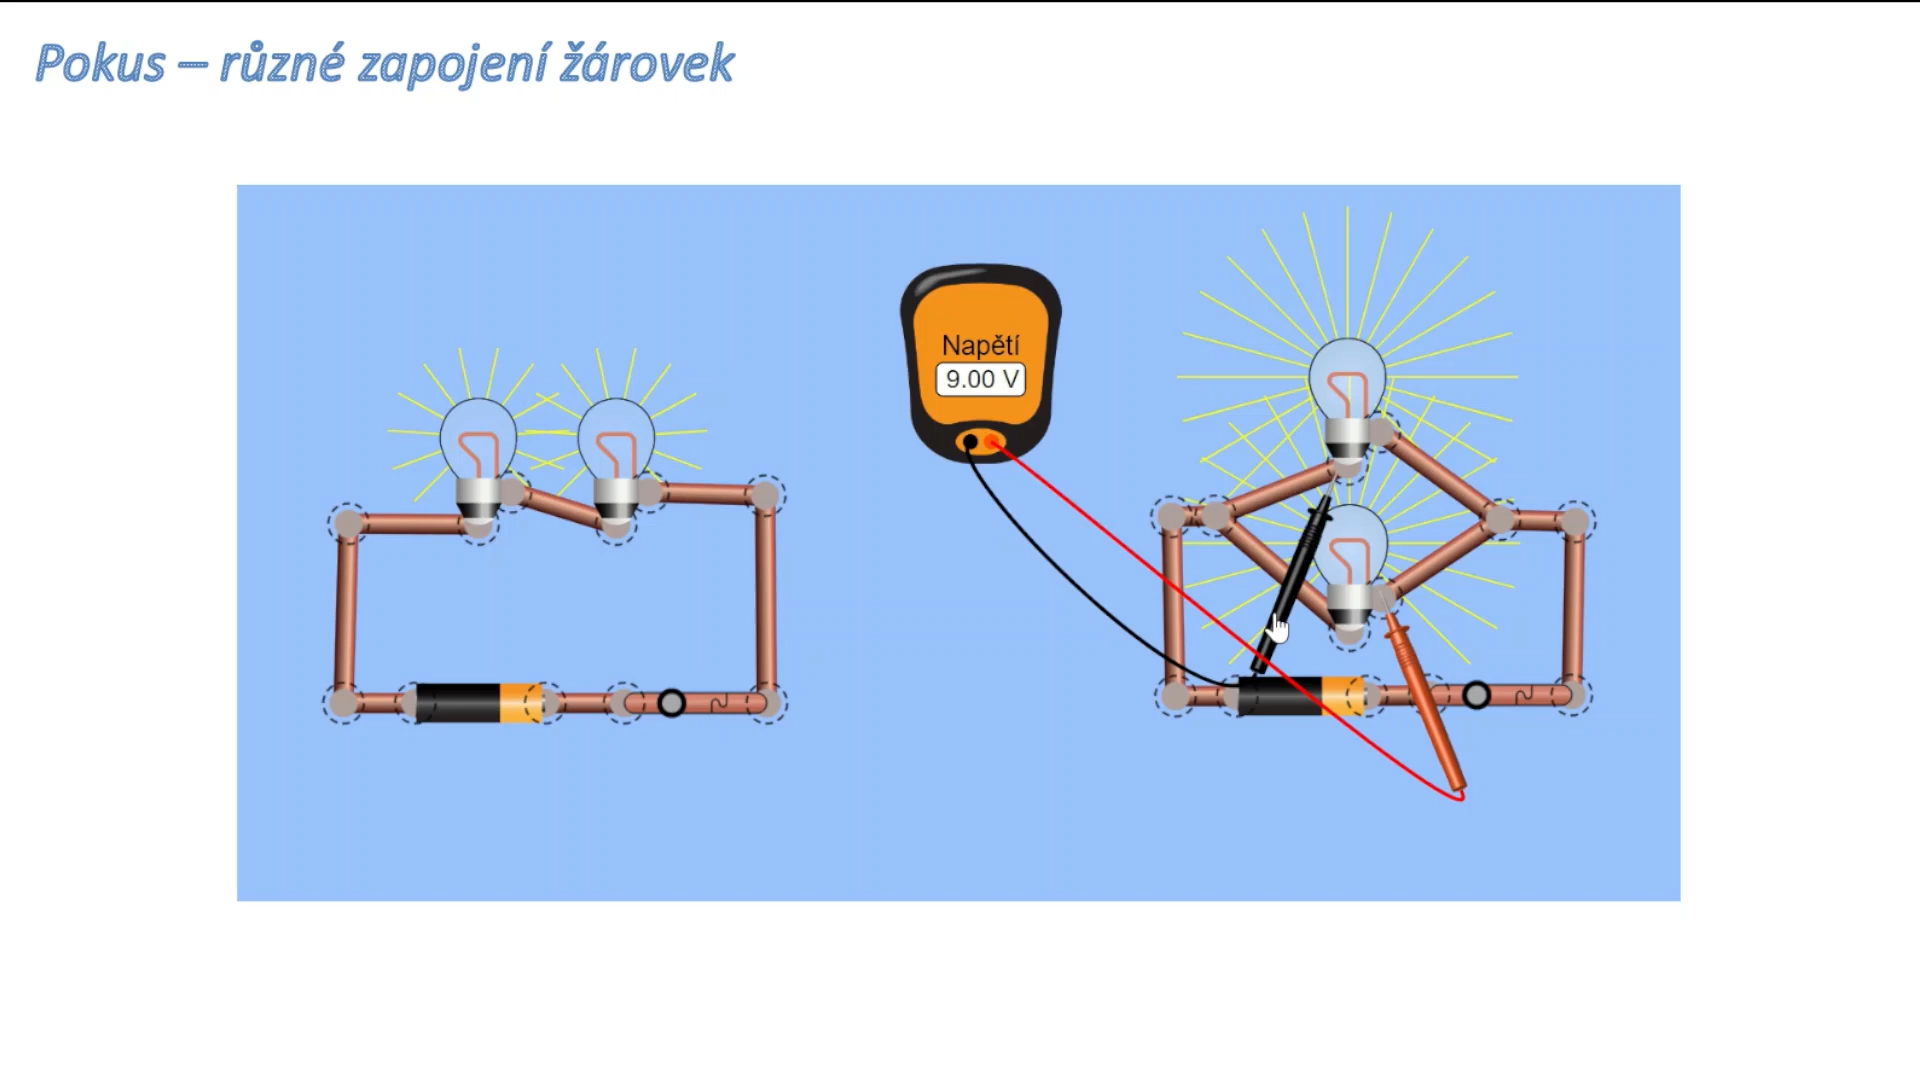 Pokus – různé zapojení žárovek
Napětí
9.00 V